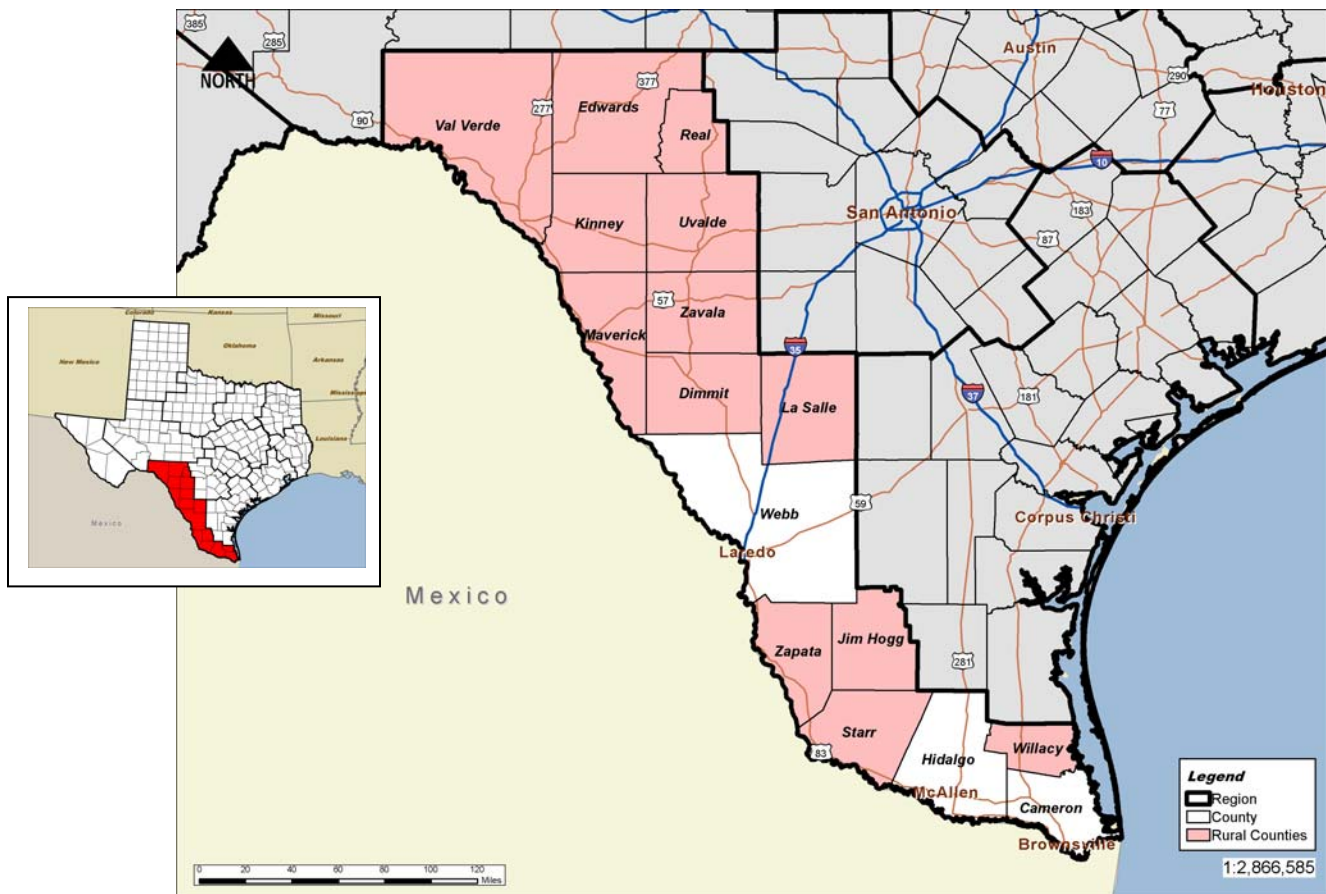 385
285
NORTH
90
277
377
Austin
290
Houston
77
Val Verde
Edwards
Real
10
San Antonio
183
87
Kinney
Uvalde
57
Maverick
Zavala
35
Dimmit
La Salle
37
181
Colorado
Kansas
Missouri
New Mexico
Oklahoma
Arkansas
Mississippi
Louisiana
Mexico
Webb
59
Corpus Christi
Laredo
Mexico
Zapata
Jim Hogg
281
Starr
83
Hidalgo
Willacy
McAllen
Cameron
Brownsville
Legend
Region
County
Rural Counties
1:2,866,585
0 20 40 60 80 100 120
Miles